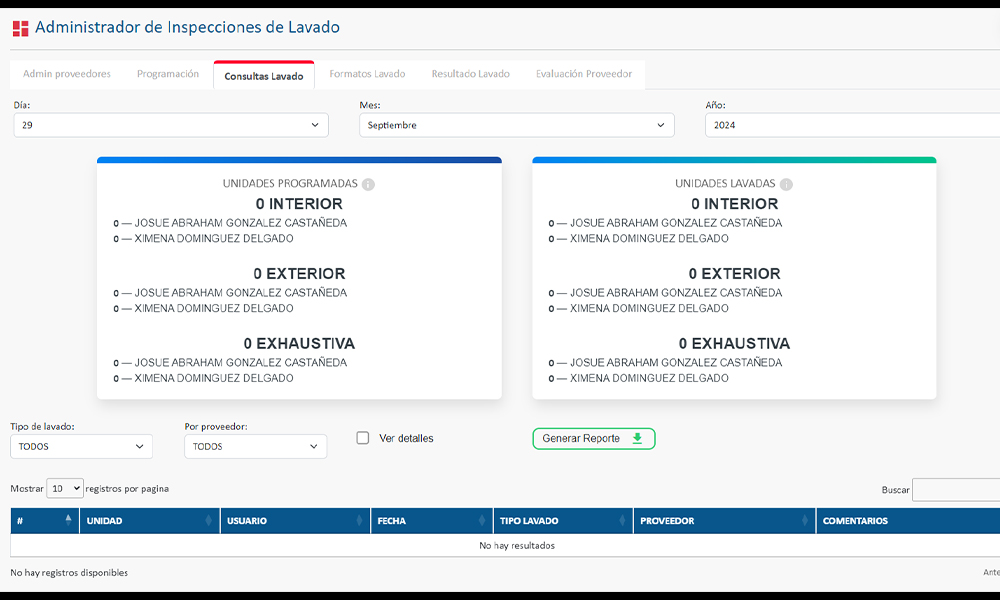 Administrador de Inspecciones de Lavado
Admin proveedores Programación Consultas Lavado Formatos Lavado Resultado Lavado Evaluación Proveedor
Día: Mes: Año:
29 Septiembre 2024
UNIDADES PROGRAMADAS
0 INTERIOR
0 — JOSUE ABRAHAM GONZALEZ CASTAÑEDA
0 — XIMENA DOMINGUEZ DELGADO
0 EXTERIOR
0 — JOSUE ABRAHAM GONZALEZ CASTAÑEDA
0 — XIMENA DOMINGUEZ DELGADO
0 EXHAUSTIVA
0 — JOSUE ABRAHAM GONZALEZ CASTAÑEDA
0 — XIMENA DOMINGUEZ DELGADO
UNIDADES LAVADAS
0 INTERIOR
0 — JOSUE ABRAHAM GONZALEZ CASTAÑEDA
0 — XIMENA DOMINGUEZ DELGADO
0 EXTERIOR
0 — JOSUE ABRAHAM GONZALEZ CASTAÑEDA
0 — XIMENA DOMINGUEZ DELGADO
0 EXHAUSTIVA
0 — JOSUE ABRAHAM GONZALEZ CASTAÑEDA
0 — XIMENA DOMINGUEZ DELGADO
Tipo de lavado: Por proveedor:
TODOS TODOS Ver detalles Generar Reporte
Mostrar 10 registros por pagina Buscar
# UNIDAD USUARIO FECHA TIPO LAVADO PROVEEDOR COMENTARIOS
No hay resultados
No hay registros disponibles Ante